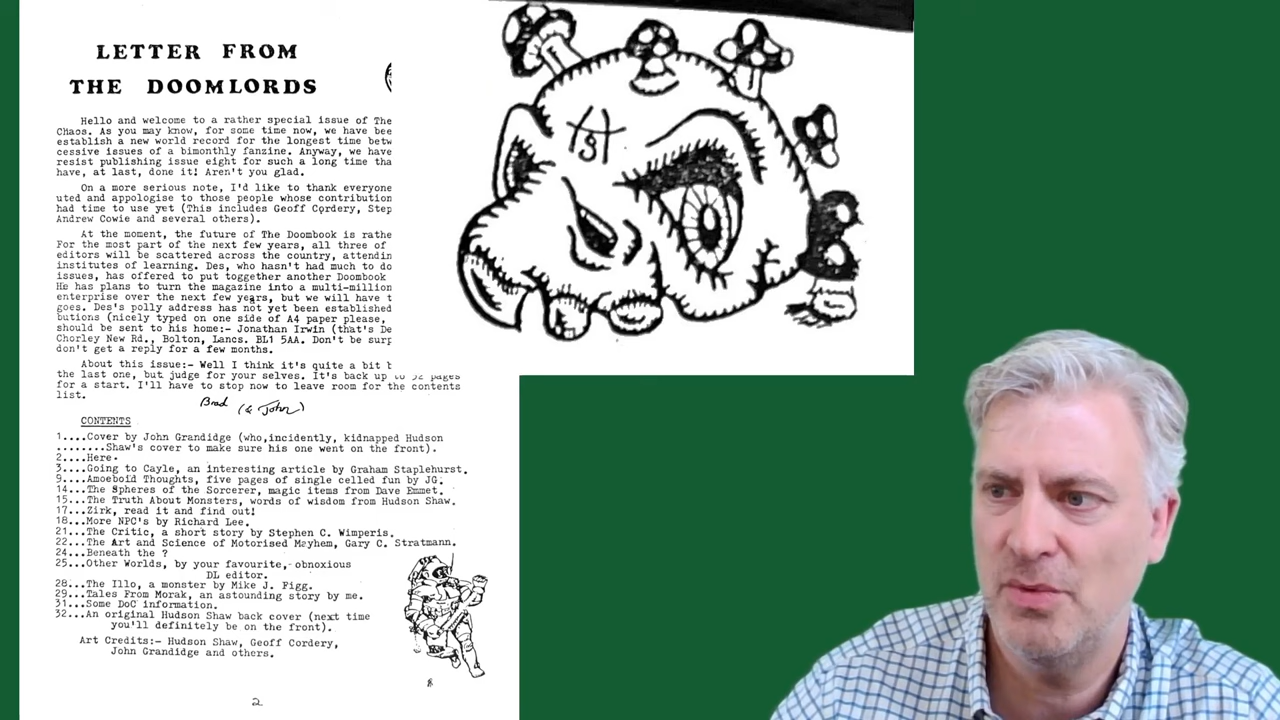 LETTER FROM
THE DOOMLORDS
Hello and welcome to a rather special issue of The
Chaos. As you may know, for some time now, we have bee
establish a new world record for the longest time betw
cessive issues of a bimonthly fanzine. Anyway, we have
resist publishing issue eight for such a long time tha
have, at last, done it! Aren't you glad.
On a more serious note, I'd like to thank everyone
uted and appologise to those people whose contribution
had time to use yet (This includes Geoff Cordery, Step
Andrew Cowie and several others).
At the moment, the future of The Doombook is rathe
For the most part of the next few years, all three of
editors will be scattered across the country, attendin
institutes of learning. Des, who hasn't had much to do
issues, has offered to put toggether another Doombook
He has plans to turn the magazine into a multi-million
enterprise over the next few years, but we will have t
goes. Des's polly address has not yet been established
butions (nicely typed on one side of A4 paper please,
should be sent to his home:- Jonathan Irwin (that's De
Chorley New Rd., Bolton, Lancs. BL1 5AA. Don't be surp
don't get a reply for a few months.
About this issue:- Well I think it's quite a bit b
the last one, but judge for your selves. It's back up to 32 pages
for a start. I'll have to stop now to leave room for the contents
list.
Brad (& John)
CONTENTS
1....Cover by John Grandidge (who,incidently, kidnapped Hudson
........Shaw's cover to make sure his one went on the front).
2....Here.
3....Going to Cayle, an interesting article by Graham Staplehurst.
9....Amoeboid Thoughts, five pages of single celled fun by JG.
14...The Spheres of the Sorcerer, magic items from Dave Emmet.
15...The Truth About Monsters, words of wisdom from Hudson Shaw.
17...Zirk, read it and find out!
18...More NPC's by Richard Lee.
21...The Critic, a short story by Stephen C. Wimperis.
22...The Art and Science of Motorised Mayhem, Gary C. Stratmann.
24...Beneath the ?
25...Other Worlds, by your favourite, obnoxious
DL editor.
28...The Illo, a monster by Mike J. Figg.
29...Tales From Morak, an astounding story by me.
31...Some DoC information.
32...An original Hudson Shaw back cover (next time
you'll definitely be on the front).
Art Credits:- Hudson Shaw, Geoff Cordery,
John Grandidge and others.
2